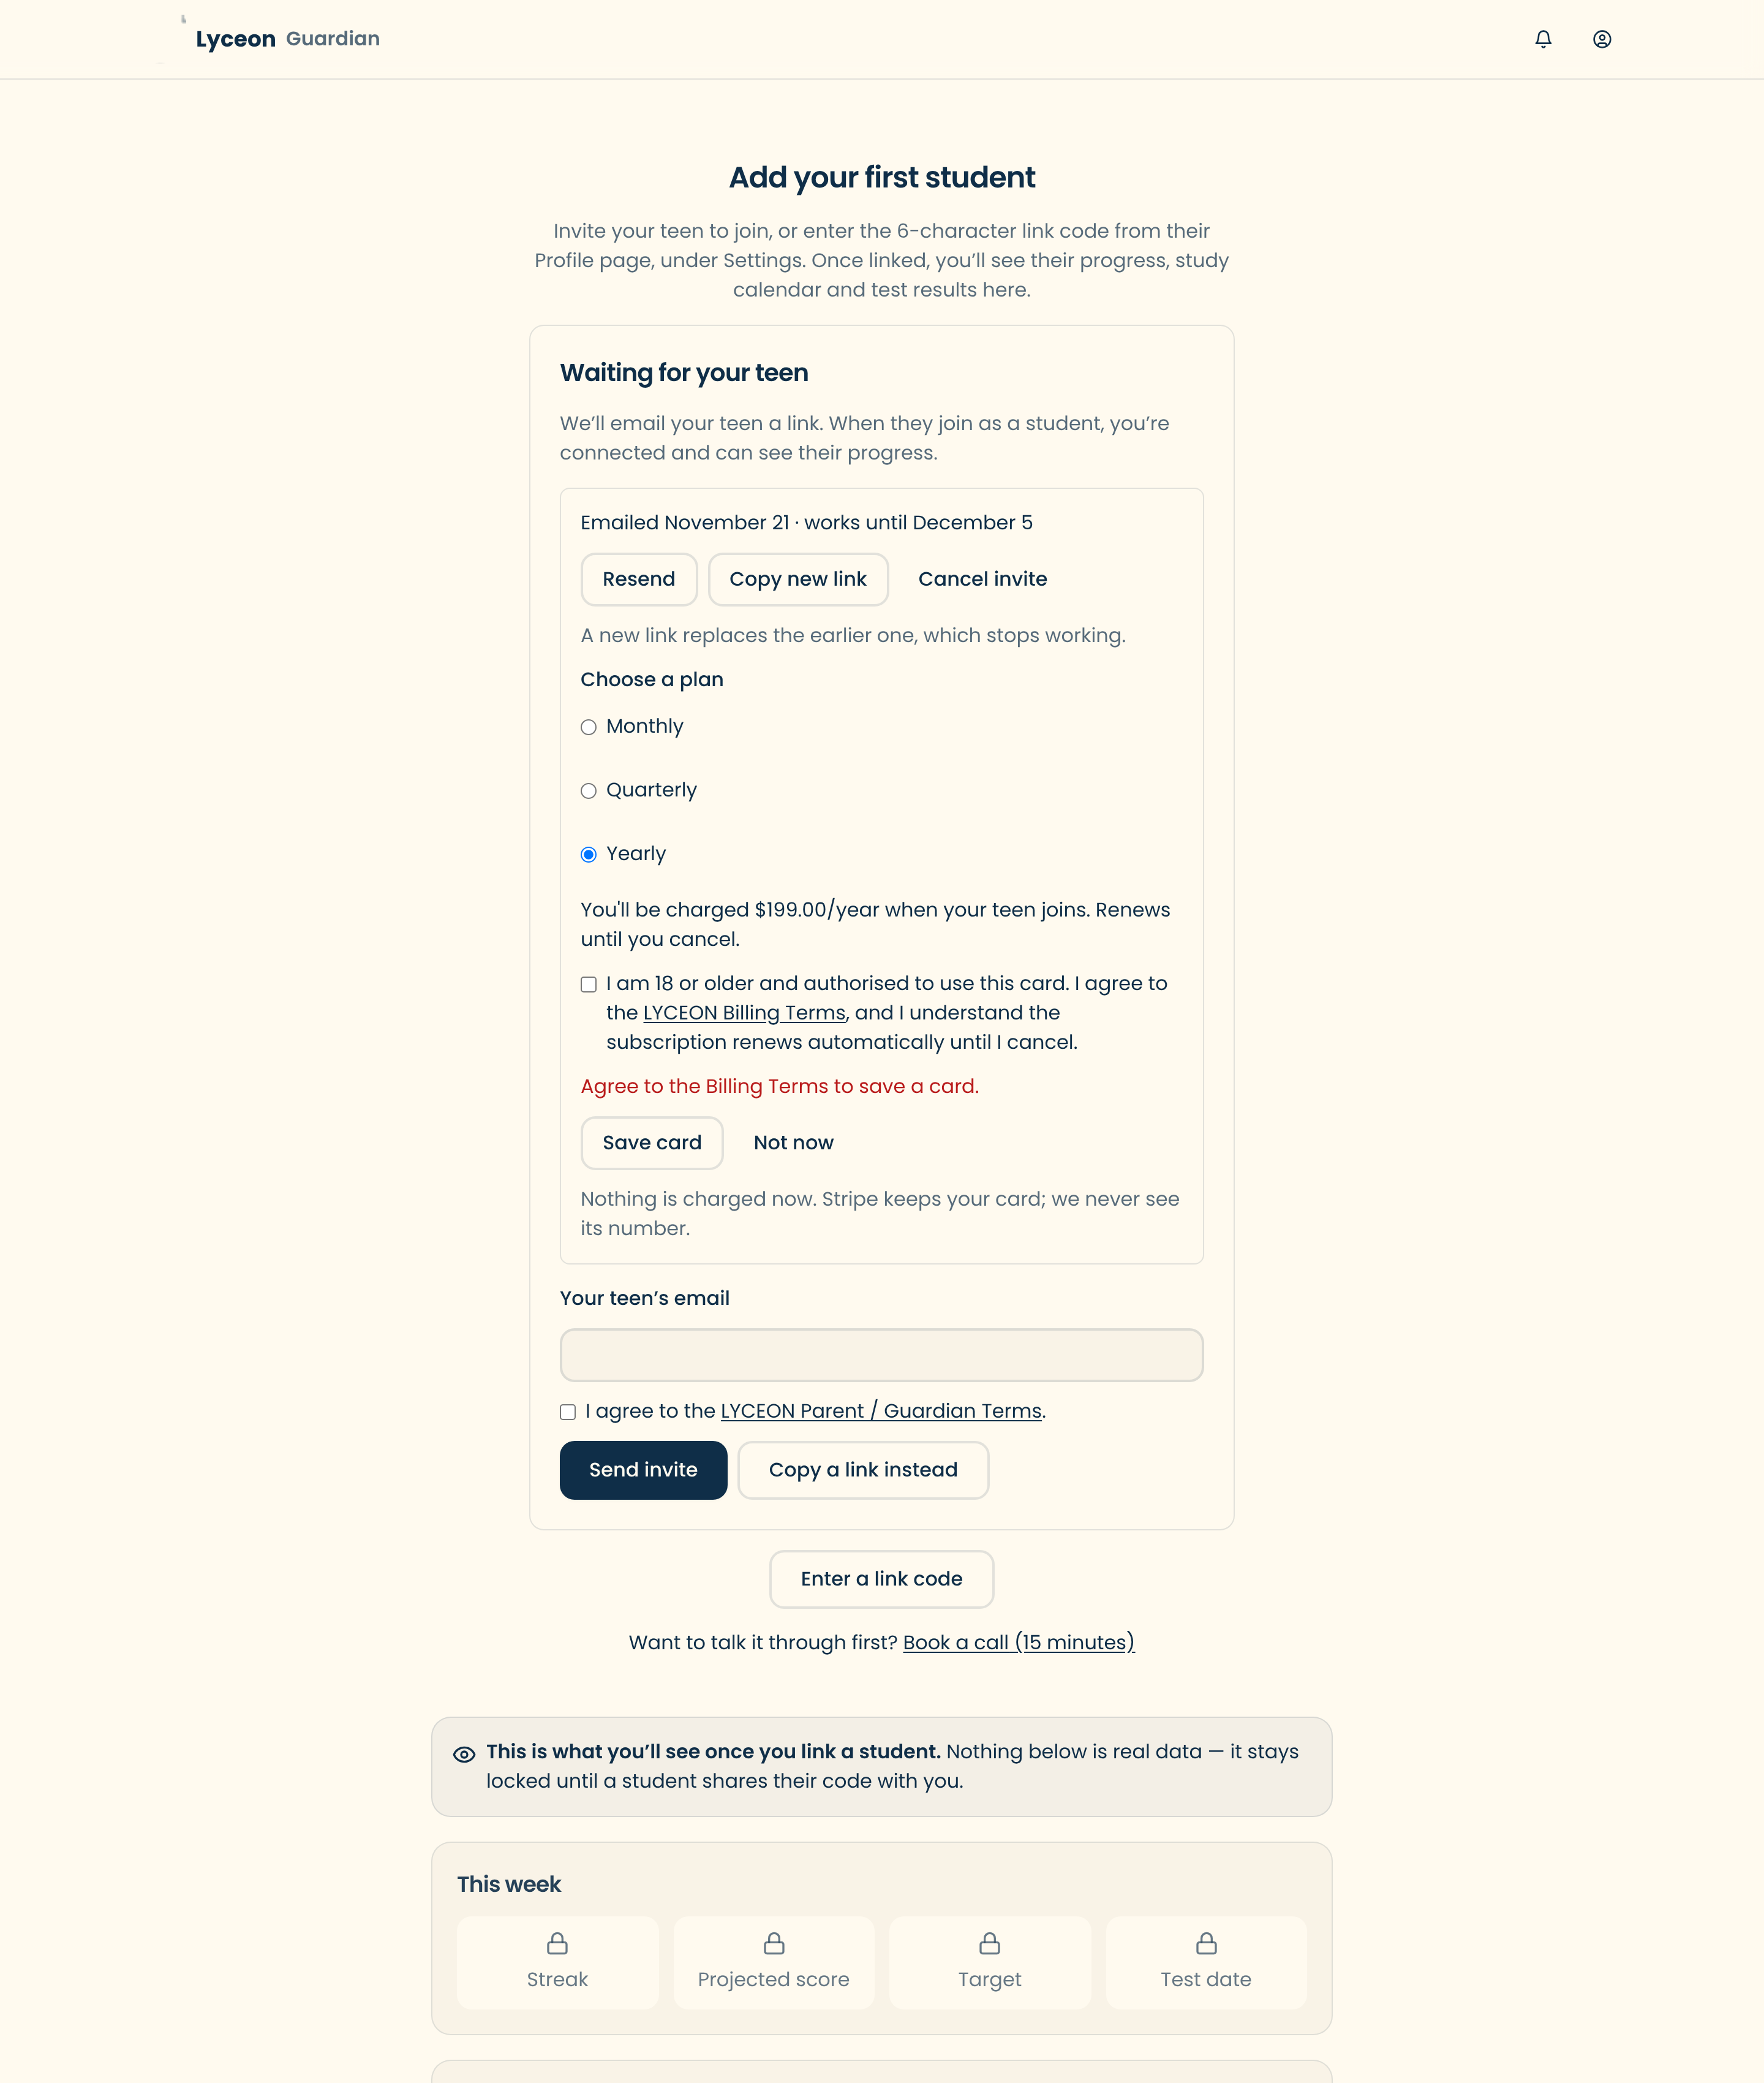 Lyceon Guardian
Add your first student
Invite your teen to join, or enter the 6-character link code from their
Profile page, under Settings. Once linked, you’ll see their progress, study
calendar and test results here.
Waiting for your teen
We’ll email your teen a link. When they join as a student, you’re
connected and can see their progress.
Emailed November 21 · works until December 5
Resend
Copy new link
Cancel invite
A new link replaces the earlier one, which stops working.
Choose a plan
Monthly
Quarterly
Yearly
You'll be charged $199.00/year when your teen joins. Renews
until you cancel.
I am 18 or older and authorised to use this card. I agree to
the LYCEON Billing Terms, and I understand the
subscription renews automatically until I cancel.
Agree to the Billing Terms to save a card.
Save card
Not now
Nothing is charged now. Stripe keeps your card; we never see
its number.
Your teen’s email
I agree to the LYCEON Parent / Guardian Terms.
Send invite
Copy a link instead
Enter a link code
Want to talk it through first? Book a call (15 minutes)
This is what you’ll see once you link a student. Nothing below is real data — it stays
locked until a student shares their code with you.
This week
Streak
Projected score
Target
Test date